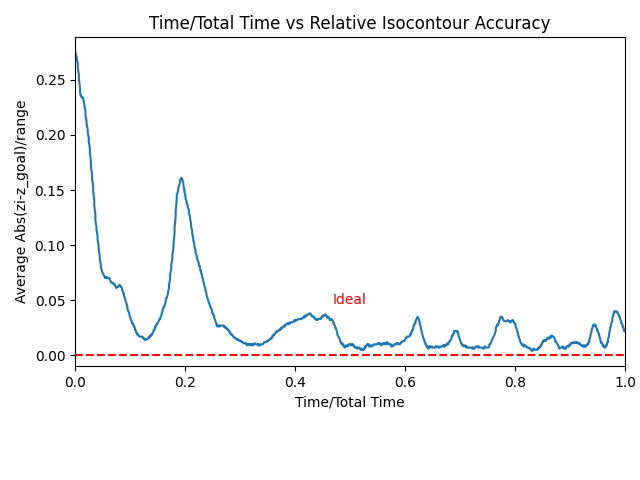 Time/Total Time vs Relative Isocontour Accuracy
Average Abs(zi-z_goal)/range
0.25
0.20
0.15
0.10
0.05
0.00
Ideal
0.0 0.2 0.4 0.6 0.8 1.0
Time/Total Time